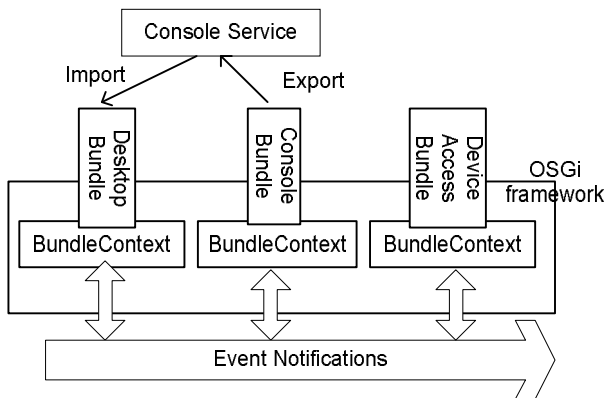 Console Service
Import
Export
Desktop
Bundle
Console
Bundle
Device
Access
Bundle
OSGi
framework
BundleContext
BundleContext
BundleContext
Event Notifications